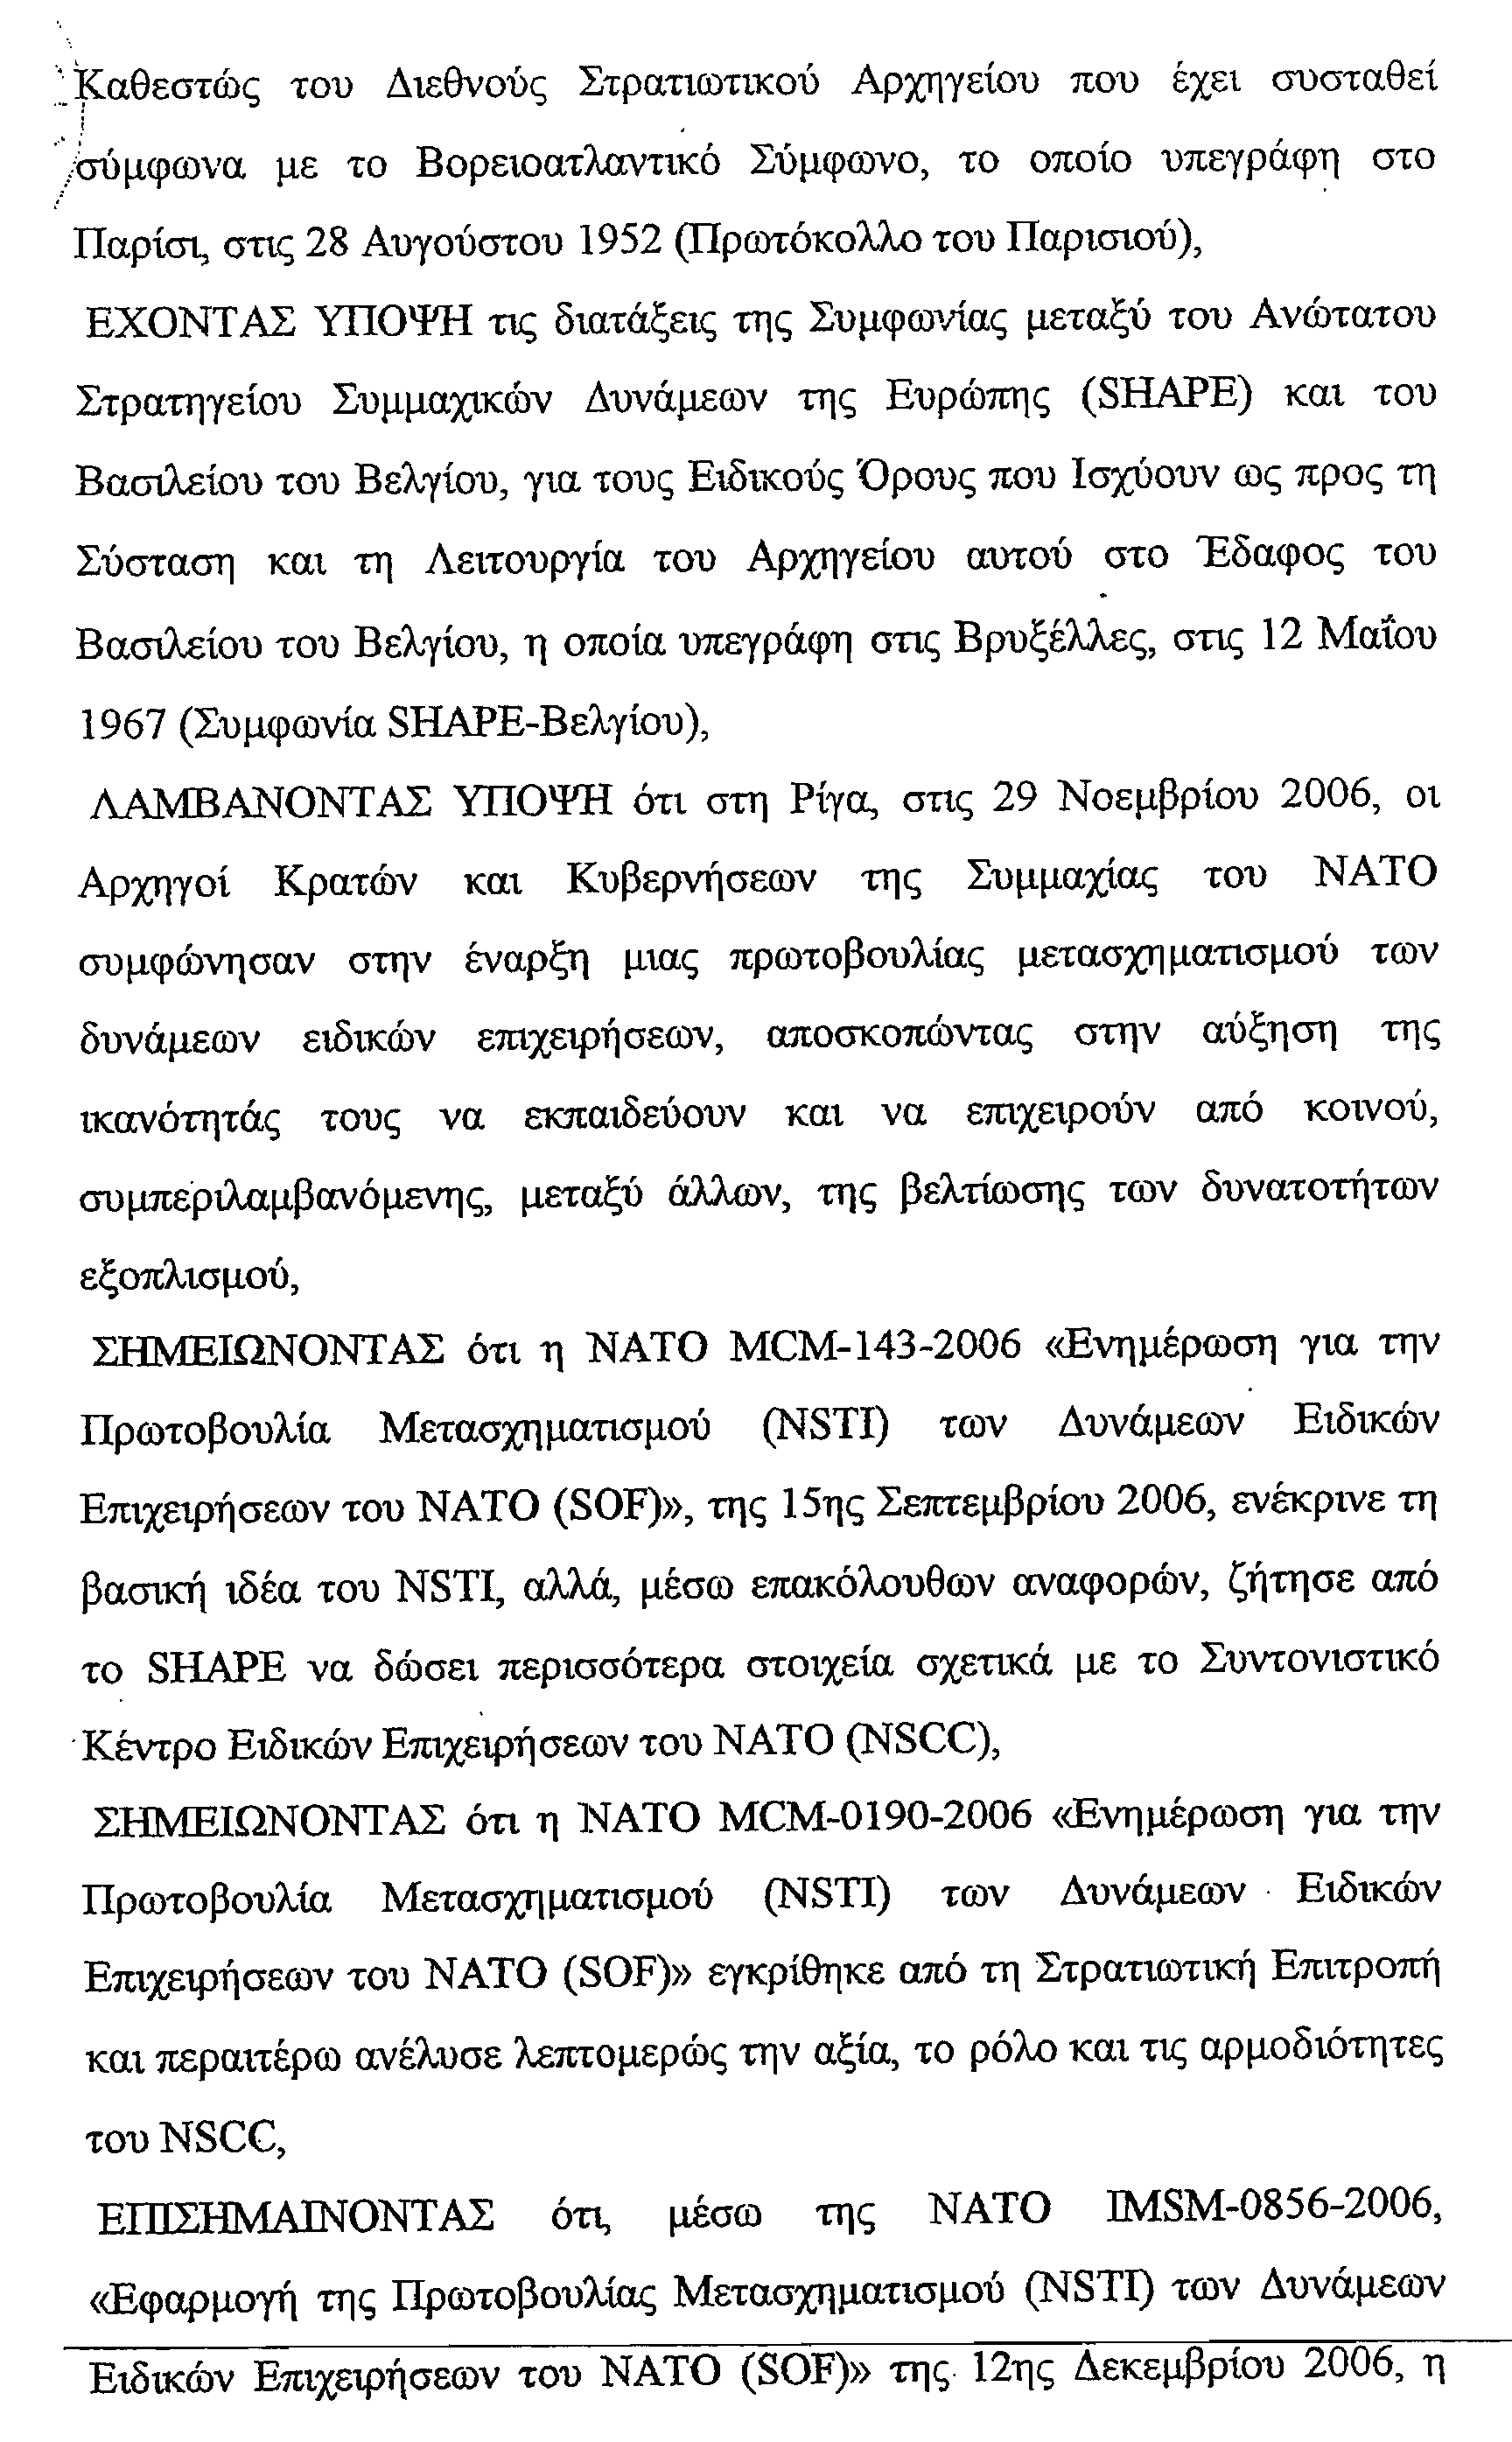 Καθεστώς του Διεθνούς Στρατιωτικού Αρχηγείου που έχει συσταθεί
σύμφωνα με το Βορειοατλαντικό Σύμφωνο, το οποίο υπεγράφη στο
Παρίσι, στις 28 Αυγούστου 1952 (Πρωτόκολλο του Παρισιού),
ΕΧΟΝΤΑΣ ΥΠΟΨΗ τις διατάξεις της Συμφωνίας μεταξύ του Ανώτατου
Στρατηγείου Συμμαχικών Δυνάμεων της Ευρώπης (SHAPE) και του
Βασιλείου του Βελγίου, για τους Ειδικούς Όρους που Ισχύουν ως προς τη
Σύσταση και τη Λειτουργία του Αρχηγείου αυτού στο Έδαφος του
Βασιλείου του Βελγίου, η οποία υπεγράφη στις Βρυξέλλες, στις 12 Μαΐου
1967 (Συμφωνία SHAPE-Βελγίου),
ΛΑΜΒΑΝΟΝΤΑΣ ΥΠΟΨΗ ότι στη Ρίγα, στις 29 Νοεμβρίου 2006, οι
Αρχηγοί Κρατών και Κυβερνήσεων της Συμμαχίας του ΝΑΤΟ
συμφώνησαν στην έναρξη μιας πρωτοβουλίας μετασχηματισμού των
δυνάμεων ειδικών επιχειρήσεων, αποσκοπώντας στην αύξηση της
ικανότητάς τους να εκπαιδεύουν και να επιχειρούν από κοινού,
συμπεριλαμβανόμενης, μεταξύ άλλων, της βελτίωσης των δυνατοτήτων
εξοπλισμού,
ΣΗΜΕΙΩΝΟΝΤΑΣ ότι η ΝΑΤΟ MCM-143-2006 «Ενημέρωση για την
Πρωτοβουλία Μετασχηματισμού (NSTI) των Δυνάμεων Ειδικών
Επιχειρήσεων του ΝΑΤΟ (SOF)», της 15ης Σεπτεμβρίου 2006, ενέκρινε τη
βασική ιδέα του NSTI, αλλά, μέσω επακόλουθων αναφορών, ζήτησε από
το SHAPE να δώσει περισσότερα στοιχεία σχετικά με το Συντονιστικό
Κέντρο Ειδικών Επιχειρήσεων του ΝΑΤΟ (NSCC),
ΣΗΜΕΙΩΝΟΝΤΑΣ ότι η ΝΑΤΟ MCM-0190-2006 «Ενημέρωση για την
Πρωτοβουλία Μετασχηματισμού (NSTI) των Δυνάμεων Ειδικών
Επιχειρήσεων του ΝΑΤΟ (SOF)» εγκρίθηκε από τη Στρατιωτική Επιτροπή
και περαιτέρω ανέλυσε λεπτομερώς την αξία, το ρόλο και τις αρμοδιότητες
του NSCC,
ΕΠΙΣΗΜΑΙΝΟΝΤΑΣ ότι, μέσω της ΝΑΤΟ IMSM-0856-2006,
«Εφαρμογή της Πρωτοβουλίας Μετασχηματισμού (NSTI) των Δυνάμεων
Ειδικών Επιχειρήσεων του ΝΑΤΟ (SOF)» της 12ης Δεκεμβρίου 2006, η